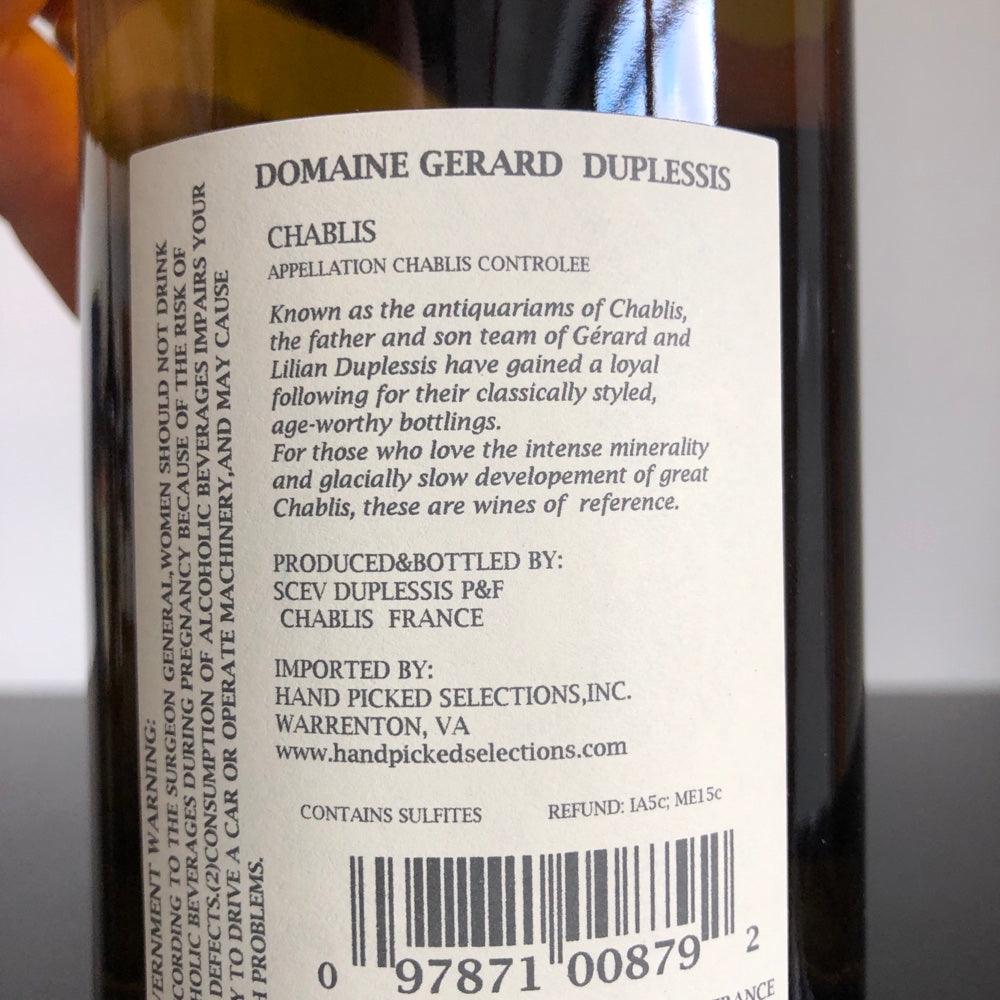 DOMAINE GERARD DUPLESSIS
CHABLIS
APPELLATION CHABLIS CONTROLEE
Known as the antiquariams of Chablis,
the father and son team of Gérard and
Lilian Duplessis have gained a loyal
following for their classically styled,
age-worthy bottlings.
For those who love the intense minerality
and glacially slow developement of great
Chablis, these are wines of reference.
PRODUCED&BOTTLED BY:
SCEV DUPLESSIS P&F
CHABLIS FRANCE
IMPORTED BY:
HAND PICKED SELECTIONS,INC.
WARRENTON, VA
www.handpickedselections.com
CONTAINS SULFITES REFUND: IA5c; ME15c
0 97871 00879 2
WARNING:
TO THE SURGEON GENERAL,WOMEN SHOULD NOT DRINK
BEVERAGES DURING PREGNANCY BECAUSE OF THE RISK OF
DEFECTS.(2)CONSUMPTION OF ALCOHOLIC BEVERAGES IMPAIRS YOUR
TO DRIVE A CAR OR OPERATE MACHINERY,AND MAY CAUSE
PROBLEMS.